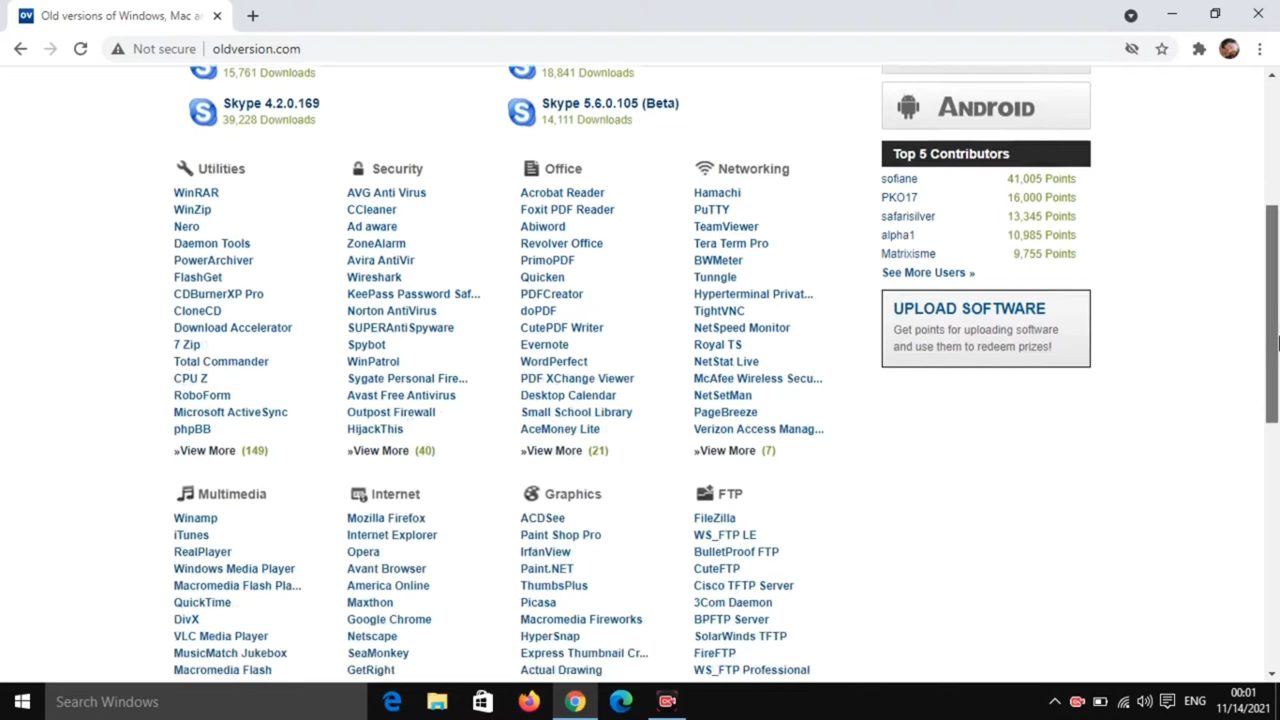 OV Old versions of Windows, Mac an
Not secure oldversion.com
15,761 Downloads
18,841 Downloads
Skype 4.2.0.169
39,228 Downloads
Skype 5.6.0.105 (Beta)
14,111 Downloads
Utilities
WinRAR
WinZip
Nero
Daemon Tools
PowerArchiver
FlashGet
CDBurnerXP Pro
CloneCD
Download Accelerator
7 Zip
Total Commander
CPU Z
RoboForm
Microsoft ActiveSync
phpBB
»View More (149)
Security
AVG Anti Virus
CCleaner
Ad aware
ZoneAlarm
Avira AntiVir
Wireshark
KeePass Password Saf...
Norton AntiVirus
SUPERAntiSpyware
Spybot
WinPatrol
Sygate Personal Fire...
Avast Free Antivirus
Outpost Firewall
HijackThis
»View More (40)
Office
Acrobat Reader
Foxit PDF Reader
Abiword
Revolver Office
PrimoPDF
Quicken
PDFCreator
doPDF
CutePDF Writer
Evernote
WordPerfect
PDF XChange Viewer
Desktop Calendar
Small School Library
AceMoney Lite
»View More (21)
Networking
Hamachi
PuTTY
TeamViewer
Tera Term Pro
BWMeter
Tunngle
Hyperterminal Privat...
TightVNC
NetSpeed Monitor
Royal TS
NetStat Live
McAfee Wireless Secu...
NetSetMan
PageBreeze
Verizon Access Manag...
»View More (7)
Multimedia
Winamp
iTunes
RealPlayer
Windows Media Player
Macromedia Flash Pla...
QuickTime
DivX
VLC Media Player
MusicMatch Jukebox
Macromedia Flash
Internet
Mozilla Firefox
Internet Explorer
Opera
Avant Browser
America Online
Maxthon
Google Chrome
Netscape
SeaMonkey
GetRight
Graphics
ACDSee
Paint Shop Pro
IrfanView
Paint.NET
ThumbsPlus
Picasa
Macromedia Fireworks
HyperSnap
Express Thumbnail Cr...
Actual Drawing
FTP
FileZilla
WS_FTP LE
BulletProof FTP
CuteFTP
Cisco TFTP Server
3Com Daemon
BPFTP Server
SolarWinds TFTP
FireFTP
WS_FTP Professional
ANDROID
Top 5 Contributors
sofiane 41,005 Points
PKO17 16,000 Points
safarisilver 13,345 Points
alpha1 10,985 Points
Matrixisme 9,755 Points
See More Users »
UPLOAD SOFTWARE
Get points for uploading software
and use them to redeem prizes!
Search Windows
ENG
00:01
11/14/2021